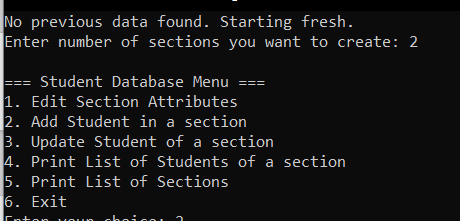 No previous data found. Starting fresh.
Enter number of sections you want to create: 2
=== Student Database Menu ===
1. Edit Section Attributes
2. Add Student in a section
3. Update Student of a section
4. Print List of Students of a section
5. Print List of Sections
6. Exit
Enter your choice: 2